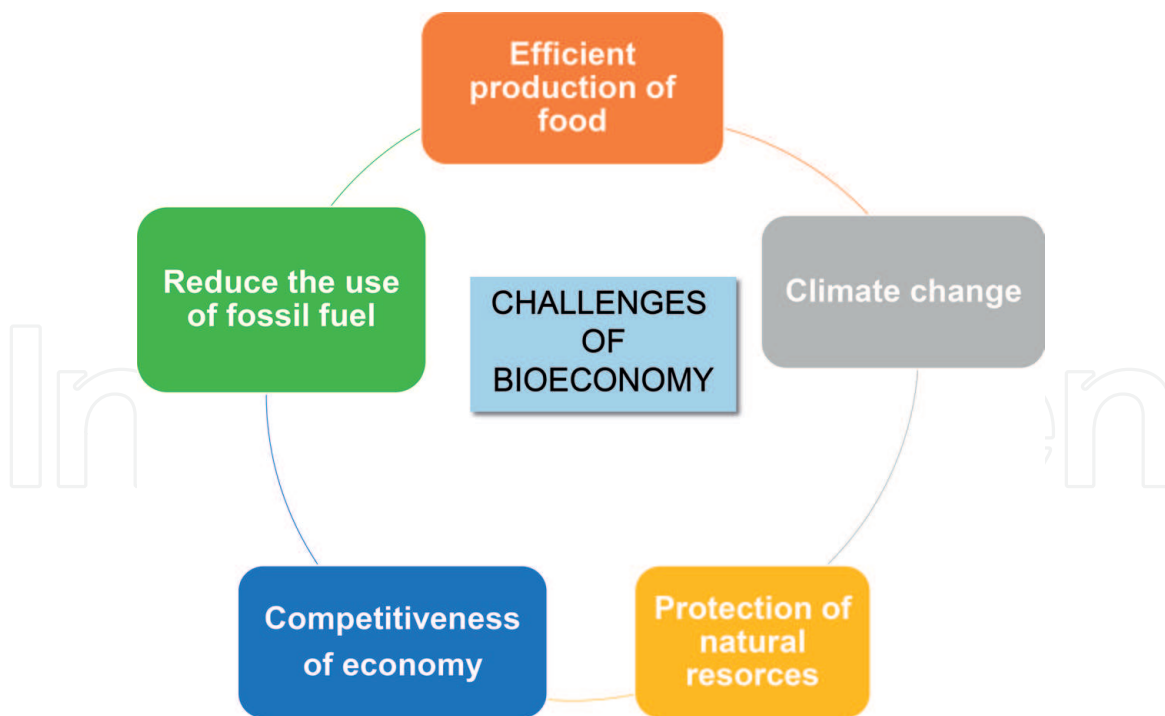 Efficient
production of
food
Reduce the use
of fossil fuel
CHALLENGES
OF
BIOECONOMY
Climate change
Competitiveness
of economy
Protection of
natural
resorces